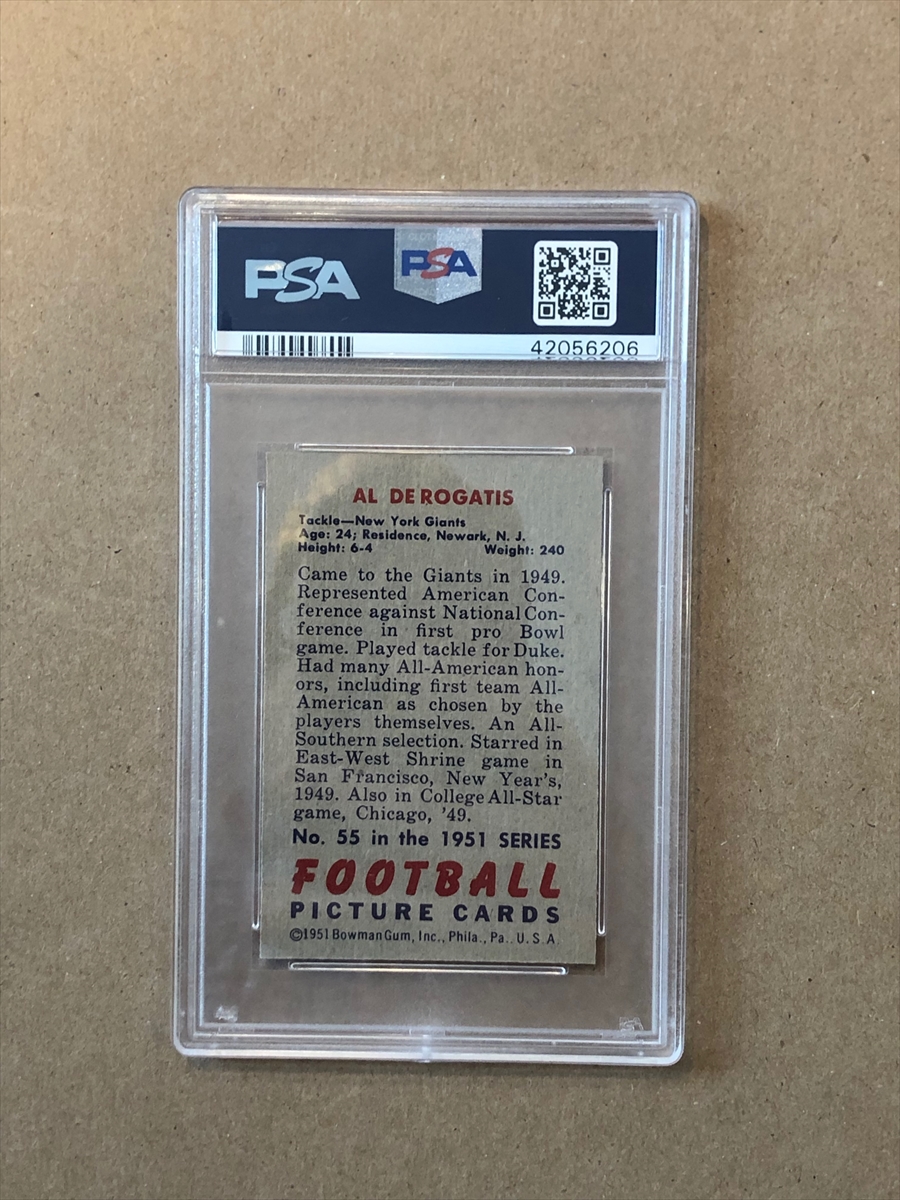 PSA
PSA
42056206
AL DE ROGATIS
Tackle—New York Giants
Age: 24; Residence, Newark, N. J.
Height: 6-4 Weight: 240
Came to the Giants in 1949.
Represented American Con-
ference against National Con-
ference in first pro Bowl
game. Played tackle for Duke.
Had many All-American hon-
ors, including first team All-
American as chosen by the
players themselves. An All-
Southern selection. Starred in
East-West Shrine game in
San Francisco, New Year's,
1949. Also in College All-Star
game, Chicago, '49.
No. 55 in the 1951 SERIES
FOOTBALL
PICTURE CARDS
©1951 Bowman Gum, Inc., Phila., Pa., U. S. A.